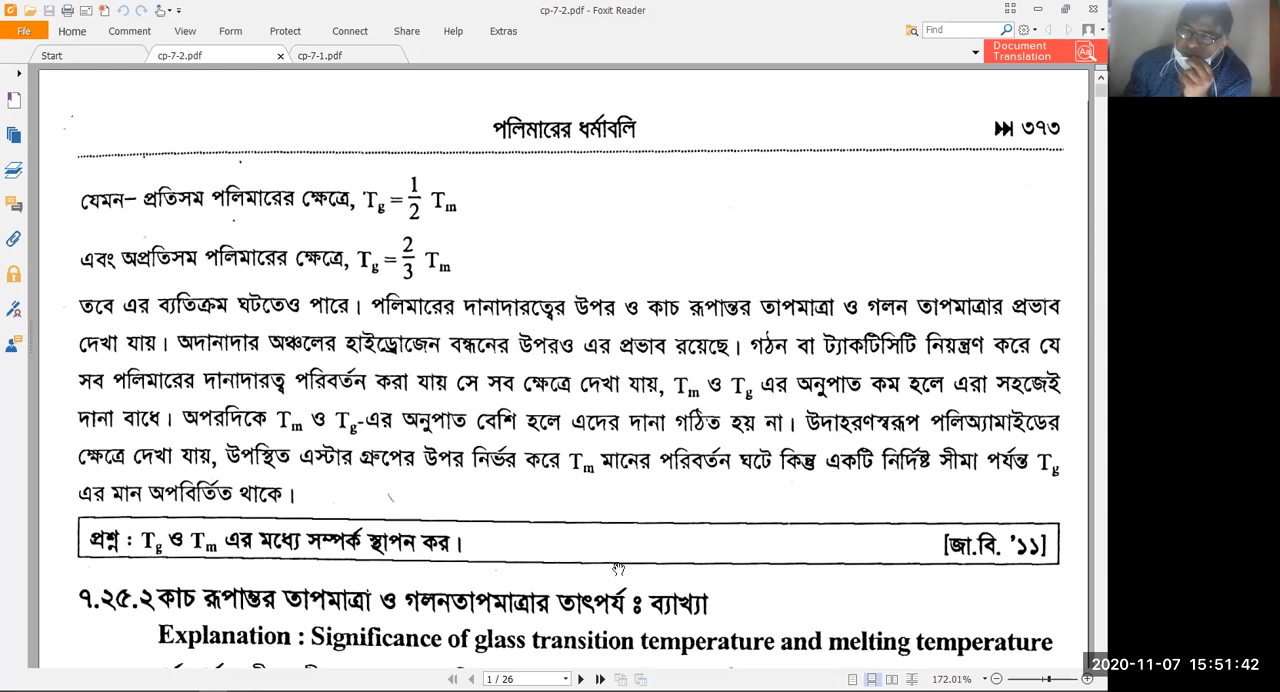 cp-7-2.pdf - Foxit Reader
File Home Comment View Form Protect Connect Share Help Extras Find
Document
Translation
Start cp-7-2.pdf cp-7-1.pdf
পলিমারের ধর্মাবলি ৩৭৩
যেমন– প্রতিসম পলিমারের ক্ষেত্রে, Tg = 1/2 Tm
এবং অপ্রতিসম পলিমারের ক্ষেত্রে, Tg = 2/3 Tm
তবে এর ব্যতিক্রম ঘটতেও পারে। পলিমারের দানাদারত্বের উপর ও কাচ রূপান্তর তাপমাত্রা ও গলন তাপমাত্রার প্রভাব
দেখা যায়। অদানাদার অঞ্চলের হাইড্রোজেন বন্ধনের উপরও এর প্রভাব রয়েছে। গঠন বা ট্যাকটিসিটি নিয়ন্ত্রণ করে যে
সব পলিমারের দানাদারত্ব পরিবর্তন করা যায় সে সব ক্ষেত্রে দেখা যায়, Tm ও Tg এর অনুপাত কম হলে এরা সহজেই
দানা বাধে। অপরদিকে Tm ও Tg-এর অনুপাত বেশি হলে এদের দানা গঠিত হয় না। উদাহরণস্বরূপ পলিঅ্যামাইডের
ক্ষেত্রে দেখা যায়, উপস্থিত এস্টার গ্রুপের উপর নির্ভর করে Tm মানের পরিবর্তন ঘটে কিন্তু একটি নির্দিষ্ট সীমা পর্যন্ত Tg
এর মান অপবির্তিত থাকে।
প্রশ্ন : Tg ও Tm এর মধ্যে সম্পর্ক স্থাপন কর। [জা.বি. '১১]
৭.২৫.২ কাচ রূপান্তর তাপমাত্রা ও গলনতাপমাত্রার তাৎপর্য ঃ ব্যাখ্যা
Explanation : Significance of glass transition temperature and melting temperature
1 / 26 172.01%
2020-11-07 15:51:42